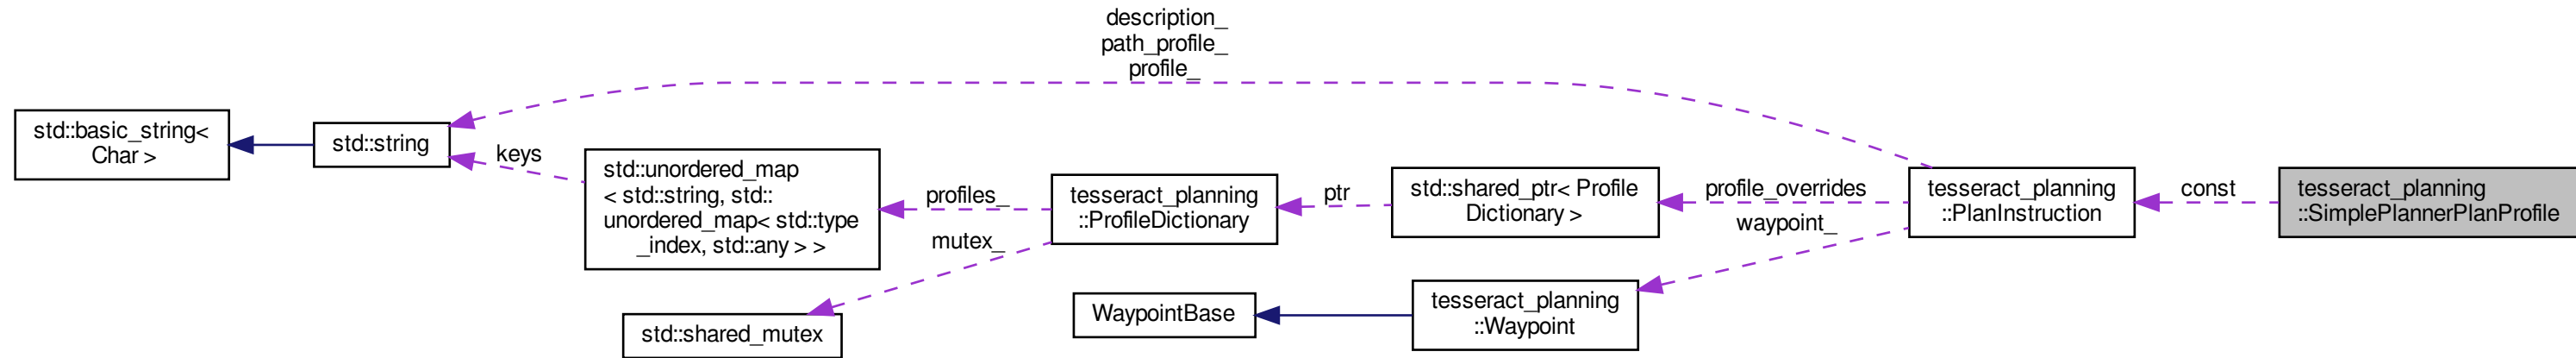 description_
path_profile_
profile_
std::basic_string<
Char >
std::string
keys
std::unordered_map
< std::string, std::
unordered_map< std::type
_index, std::any > >
profiles_
mutex_
std::shared_mutex
tesseract_planning
::ProfileDictionary
ptr
std::shared_ptr< Profile
Dictionary >
profile_overrides
waypoint_
WaypointBase
tesseract_planning
::Waypoint
tesseract_planning
::PlanInstruction
const
tesseract_planning
::SimplePlannerPlanProfile